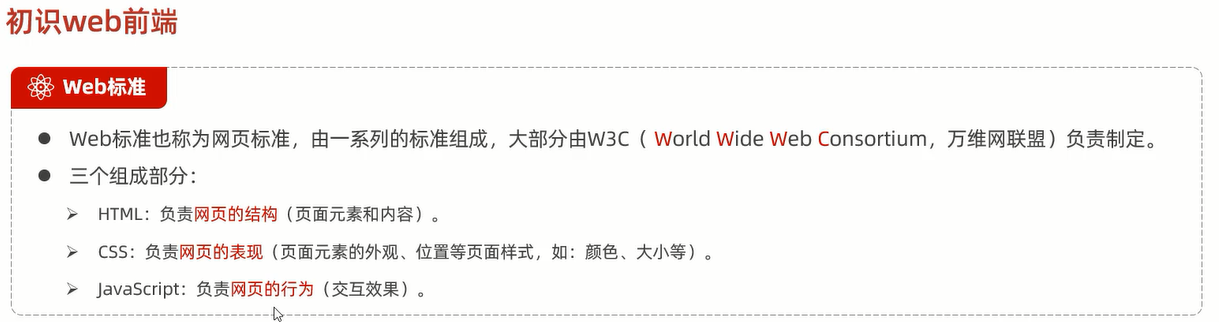 初识web前端
Web标准
● Web标准也称为网页标准，由一系列的标准组成，大部分由W3C（ World Wide Web Consortium，万维网联盟）负责制定。
● 三个组成部分：
➢ HTML：负责网页的结构（页面元素和内容）。
➢ CSS：负责网页的表现（页面元素的外观、位置等页面样式，如：颜色、大小等）。
➢ JavaScript：负责网页的行为（交互效果）。